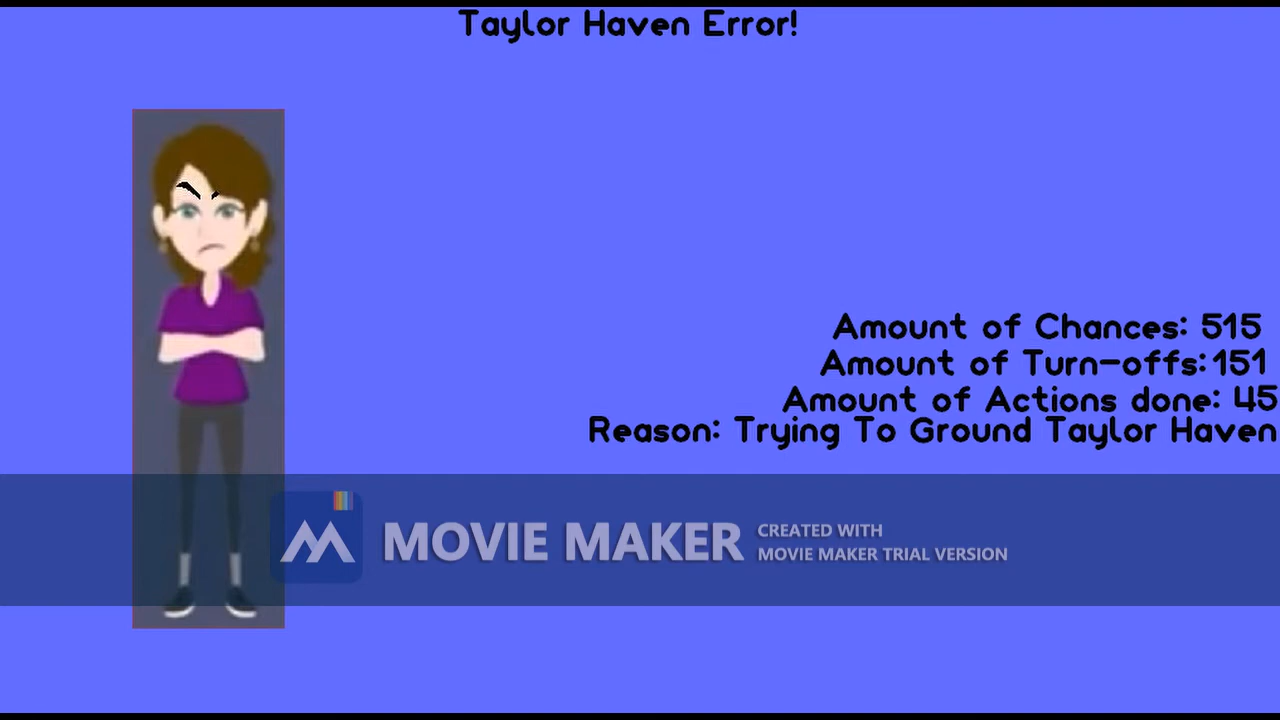 Taylor Haven Error!
Amount of Chances: 515
Amount of Turn-offs: 151
Amount of Actions done: 45
Reason: Trying To Ground Taylor Haven
MOVIE MAKER
CREATED WITH
MOVIE MAKER TRIAL VERSION